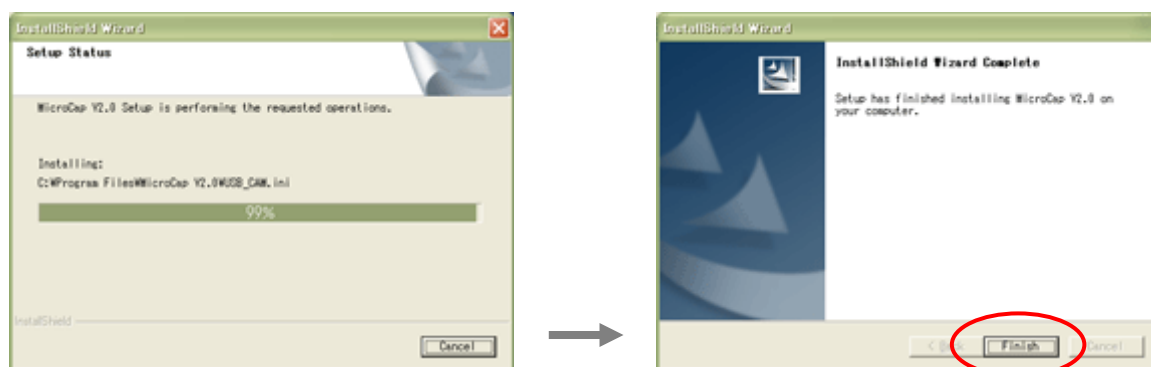 InstallShield Wizard
Setup Status
MicroCap V2.0 Setup is performing the requested operations.
Installing:
C:¥Program Files¥MicroCap V2.0¥USB_CAM.ini
99%
InstallShield
Cancel
InstallShield Wizard
InstallShield Wizard Complete
Setup has finished installing MicroCap V2.0 on
your computer.
< Back Finish Cancel